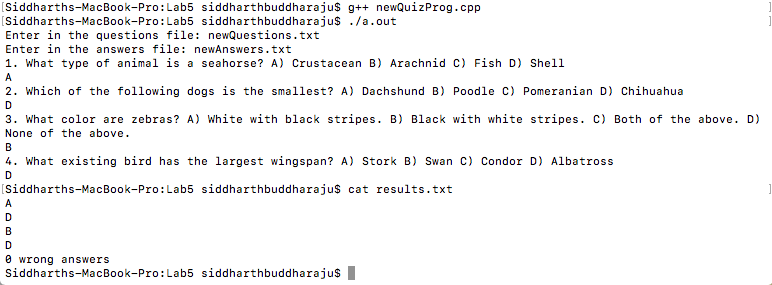 [Siddharths-MacBook-Pro:Lab5 siddharthbuddharaju$ g++ newQuizProg.cpp ]
[Siddharths-MacBook-Pro:Lab5 siddharthbuddharaju$ ./a.out ]
Enter in the questions file: newQuestions.txt
Enter in the answers file: newAnswers.txt
1. What type of animal is a seahorse? A) Crustacean B) Arachnid C) Fish D) Shell
A
2. Which of the following dogs is the smallest? A) Dachshund B) Poodle C) Pomeranian D) Chihuahua
D
3. What color are zebras? A) White with black stripes. B) Black with white stripes. C) Both of the above. D)
None of the above.
B
4. What existing bird has the largest wingspan? A) Stork B) Swan C) Condor D) Albatross
D
[Siddharths-MacBook-Pro:Lab5 siddharthbuddharaju$ cat results.txt ]
A
D
B
D
0 wrong answers
Siddharths-MacBook-Pro:Lab5 siddharthbuddharaju$